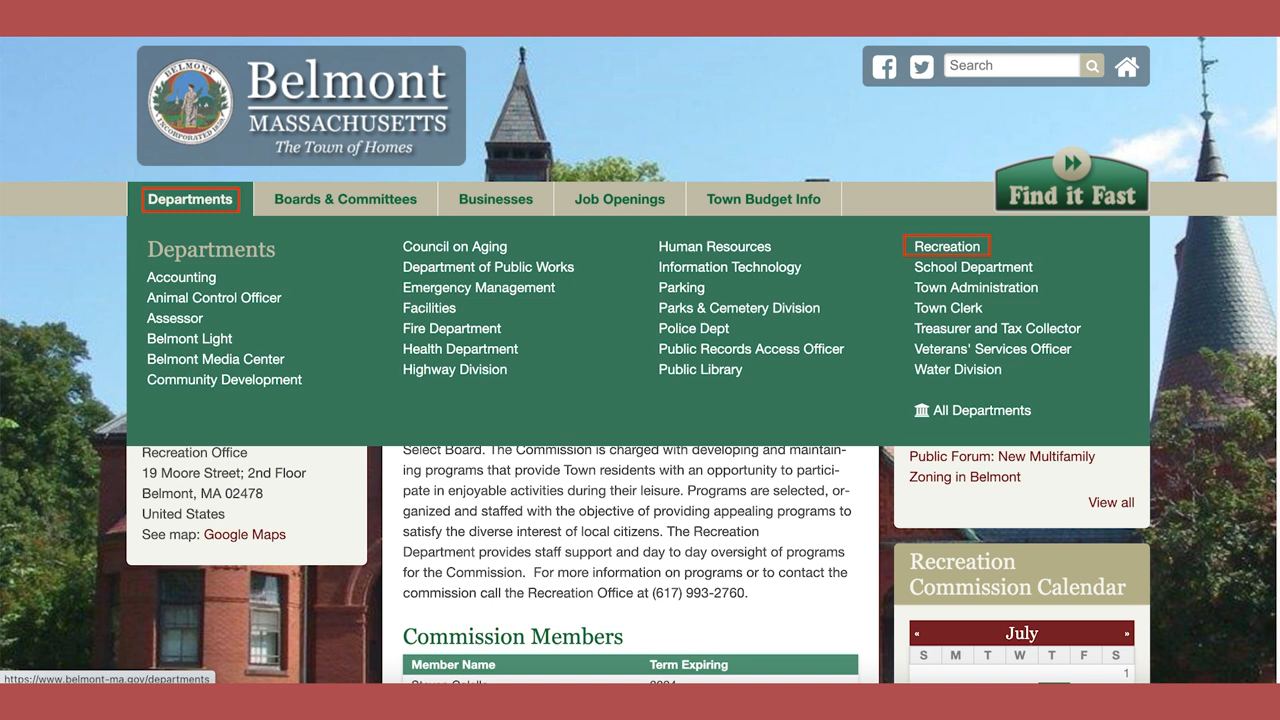 BELMONT
INCORPORATED 1859
Belmont
MASSACHUSETTS
The Town of Homes
Search
Find it Fast
Departments
Boards & Committees
Businesses
Job Openings
Town Budget Info
Departments
Accounting
Animal Control Officer
Assessor
Belmont Light
Belmont Media Center
Community Development
Council on Aging
Department of Public Works
Emergency Management
Facilities
Fire Department
Health Department
Highway Division
Human Resources
Information Technology
Parking
Parks & Cemetery Division
Police Dept
Public Records Access Officer
Public Library
Recreation
School Department
Town Administration
Town Clerk
Treasurer and Tax Collector
Veterans' Services Officer
Water Division
All Departments
Recreation Office
19 Moore Street; 2nd Floor
Belmont, MA 02478
United States
See map: Google Maps
Select Board. The Commission is charged with developing and maintain-
ing programs that provide Town residents with an opportunity to partici-
pate in enjoyable activities during their leisure. Programs are selected, or-
ganized and staffed with the objective of providing appealing programs to
satisfy the diverse interest of local citizens. The Recreation
Department provides staff support and day to day oversight of programs
for the Commission.  For more information on programs or to contact the
commission call the Recreation Office at (617) 993-2760.
Commission Members
Member Name Term Expiring
Public Forum: New Multifamily
Zoning in Belmont
View all
Recreation
Commission Calendar
« July »
S M T W T F S
1
https://www.belmont-ma.gov/departments